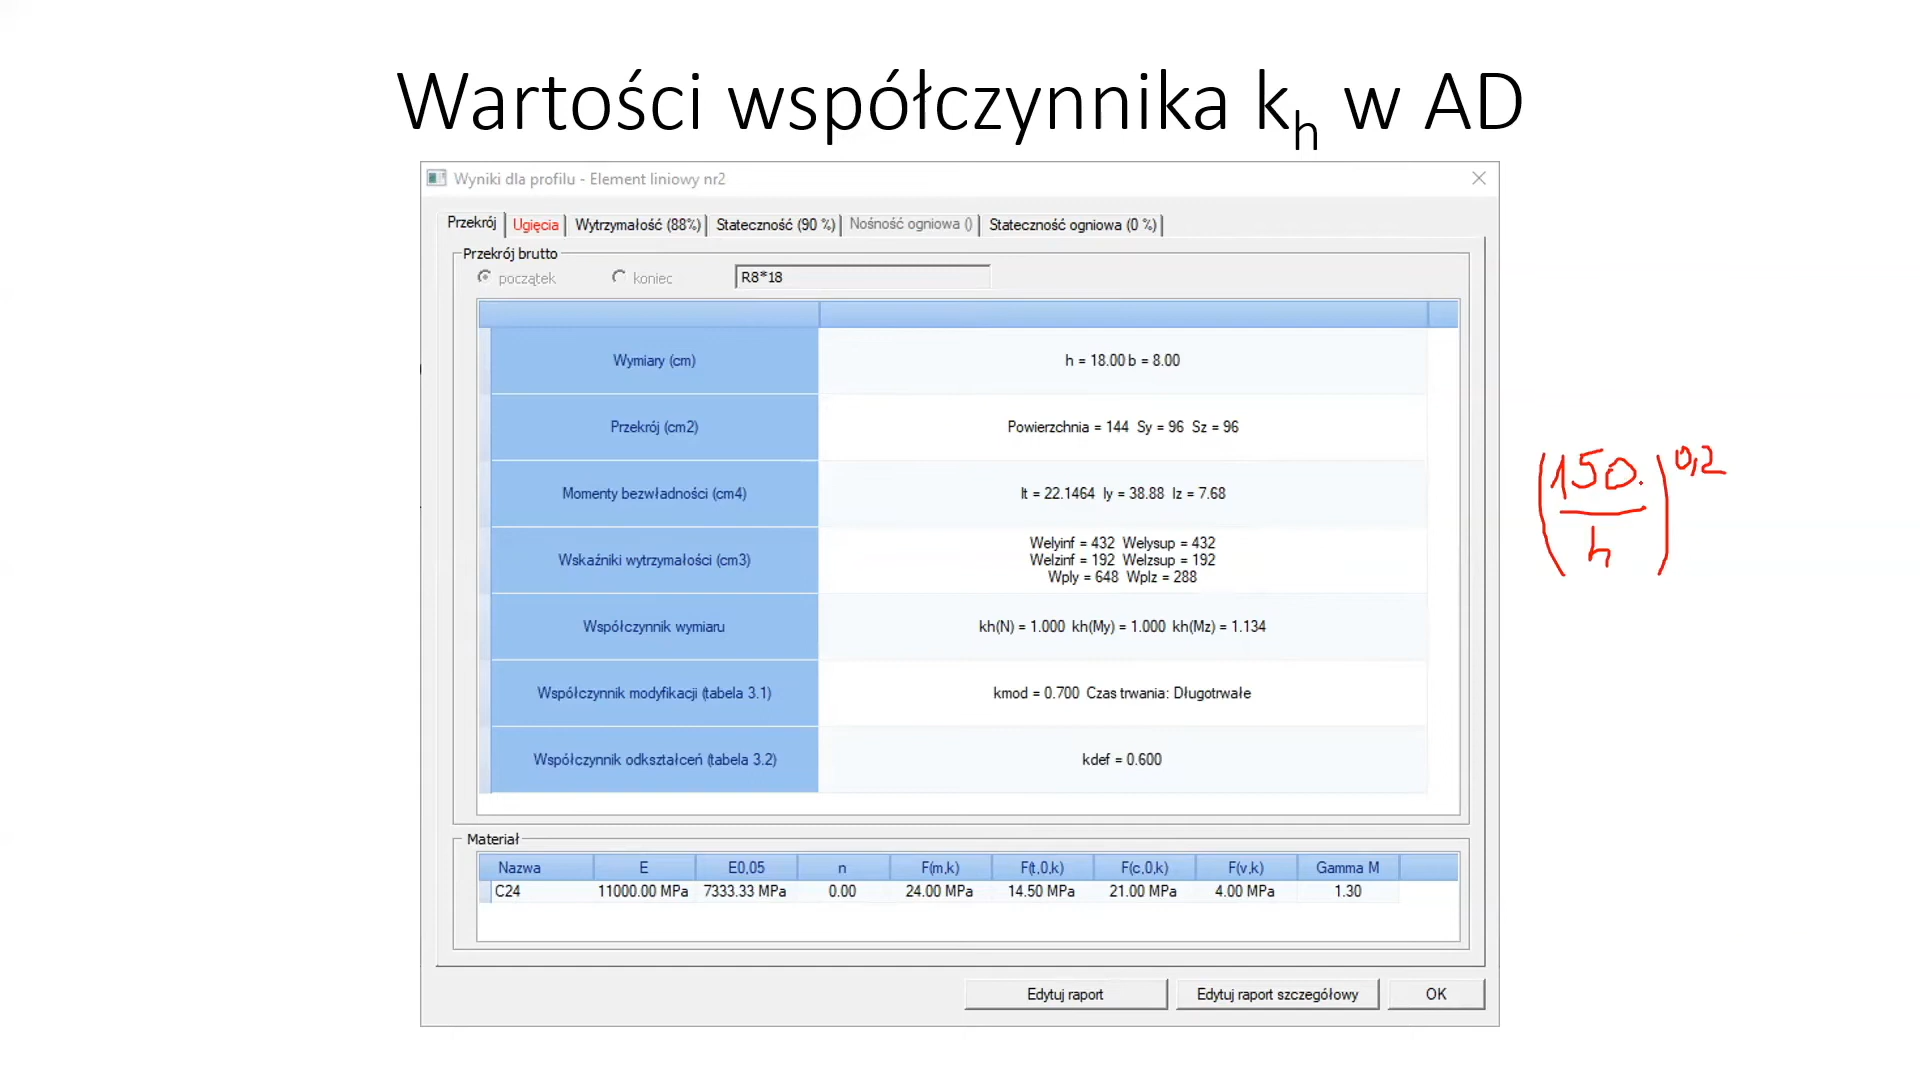 Wartości współczynnika kh w AD
Wyniki dla profilu - Element liniowy nr2
Przekrój Ugięcia Wytrzymałość (88%) Stateczność (90 %) Nośność ogniowa () Stateczność ogniowa (0 %)
Przekrój brutto
początek koniec R8*18
Wymiary (cm) h = 18.00 b = 8.00
Przekrój (cm2) Powierzchnia = 144 Sy = 96 Sz = 96
Momenty bezwładności (cm4) It = 22.1464 Iy = 38.88 Iz = 7.68
Wskaźniki wytrzymałości (cm3) Welyinf = 432 Welysup = 432
Welzinf = 192 Welzsup = 192
Wply = 648 Wplz = 288
Współczynnik wymiaru kh(N) = 1.000 kh(My) = 1.000 kh(Mz) = 1.134
Współczynnik modyfikacji (tabela 3.1) kmod = 0.700 Czas trwania: Długotrwałe
Współczynnik odkształceń (tabela 3.2) kdef = 0.600
(150/h)^0,2
Materiał
Nazwa E E0,05 n F(m,k) F(t,0,k) F(c,0,k) F(v,k) Gamma M
C24 11000.00 MPa 7333.33 MPa 0.00 24.00 MPa 14.50 MPa 21.00 MPa 4.00 MPa 1.30
Edytuj raport Edytuj raport szczegółowy OK